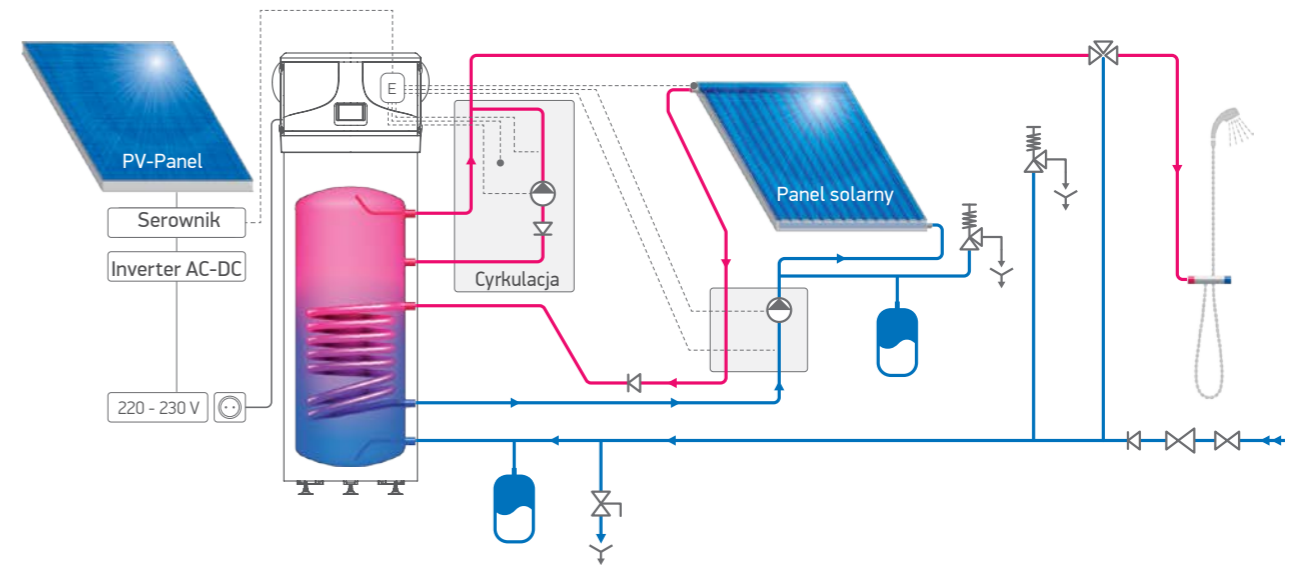 PV-Panel
Serownik
Inverter AC-DC
220 - 230 V
E
Cyrkulacja
Panel solarny